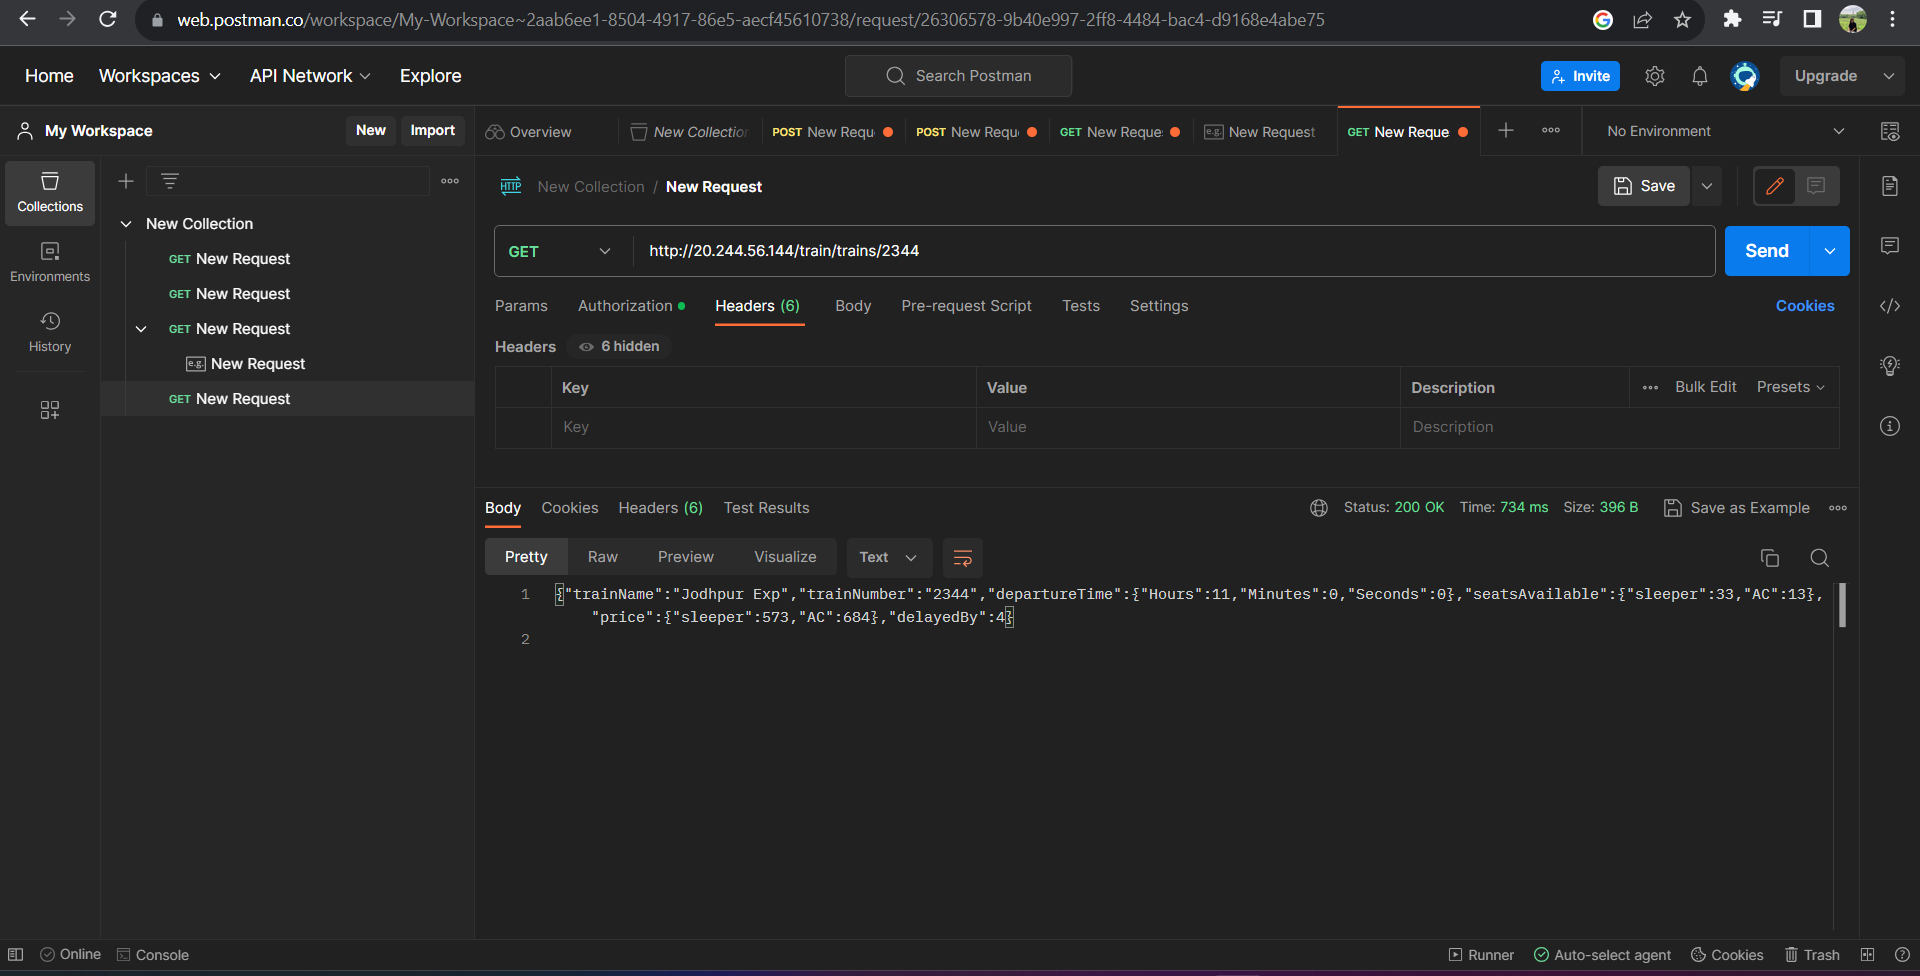 web.postman.co/workspace/My-Workspace~2aab6ee1-8504-4917-86e5-aecf45610738/request/26306578-9b40e997-2ff8-4484-bac4-d9168e4abe75
Home Workspaces API Network Explore Search Postman Invite Upgrade
My Workspace New Import Overview New Collection POST New Requ POST New Requ GET New Reques e.g. New Request GET New Reque No Environment
Collections
HTTP New Collection / New Request Save
New Collection
GET New Request
GET http://20.244.56.144/train/trains/2344 Send
Environments
GET New Request
Params Authorization Headers (6) Body Pre-request Script Tests Settings Cookies
History
GET New Request
Headers 6 hidden
e.g. New Request
Key Value Description Bulk Edit Presets
GET New Request
Key Value Description
Body Cookies Headers (6) Test Results Status: 200 OK Time: 734 ms Size: 396 B Save as Example
Pretty Raw Preview Visualize Text
1 {"trainName":"Jodhpur Exp","trainNumber":"2344","departureTime":{"Hours":11,"Minutes":0,"Seconds":0},"seatsAvailable":{"sleeper":33,"AC":13},
"price":{"sleeper":573,"AC":684},"delayedBy":4}
2
Online Console Runner Auto-select agent Cookies Trash